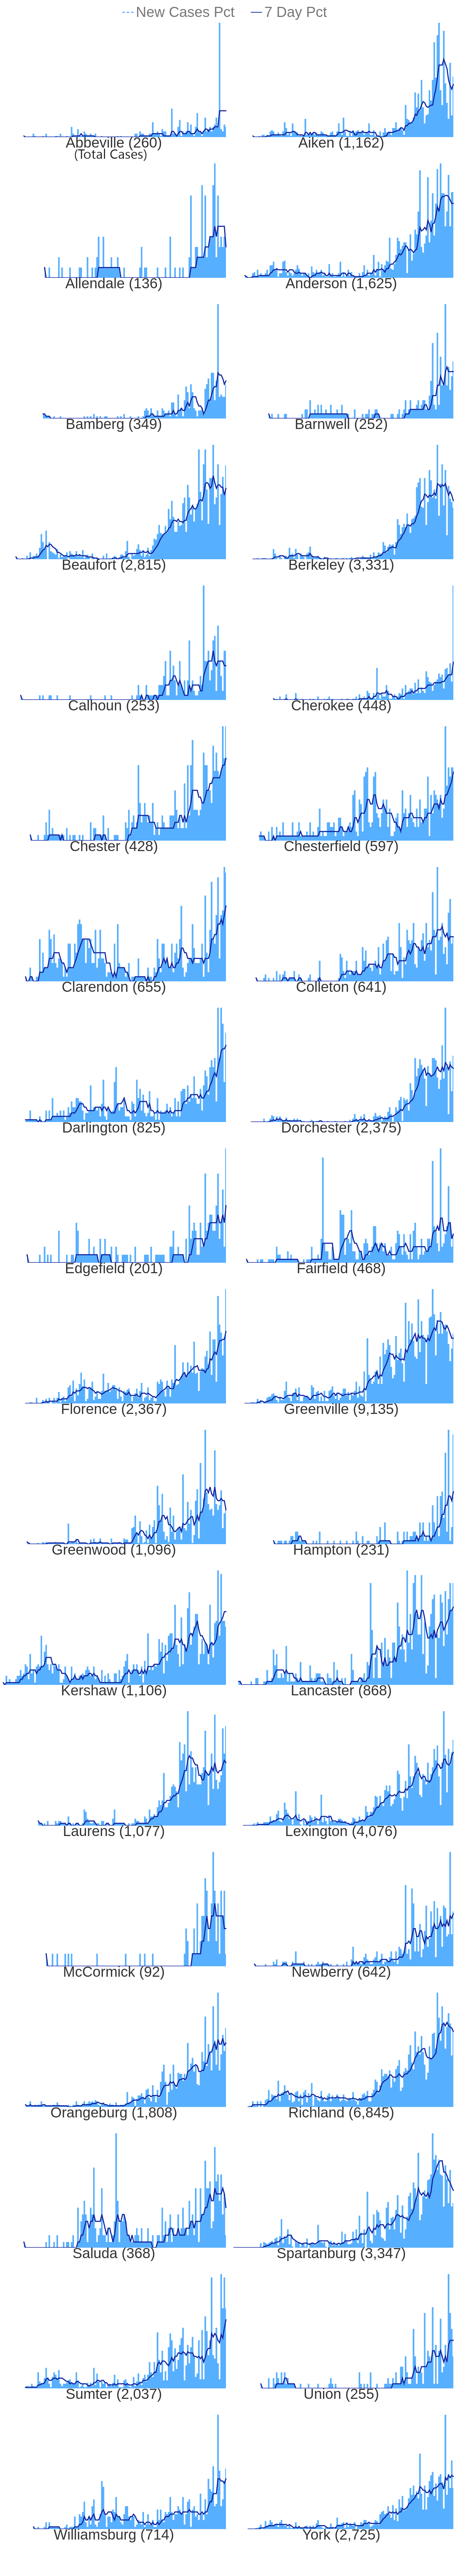 New Cases Pct 7 Day Pct
Abbeville (260) Aiken (1,162)
(Total Cases)
Allendale (136) Anderson (1,625)
Bamberg (349) Barnwell (252)
Beaufort (2,815) Berkeley (3,331)
Calhoun (253) Cherokee (448)
Chester (428) Chesterfield (597)
Clarendon (655) Colleton (641)
Darlington (825) Dorchester (2,375)
Edgefield (201) Fairfield (468)
Florence (2,367) Greenville (9,135)
Greenwood (1,096) Hampton (231)
Kershaw (1,106) Lancaster (868)
Laurens (1,077) Lexington (4,076)
McCormick (92) Newberry (642)
Orangeburg (1,808) Richland (6,845)
Saluda (368) Spartanburg (3,347)
Sumter (2,037) Union (255)
Williamsburg (714) York (2,725)